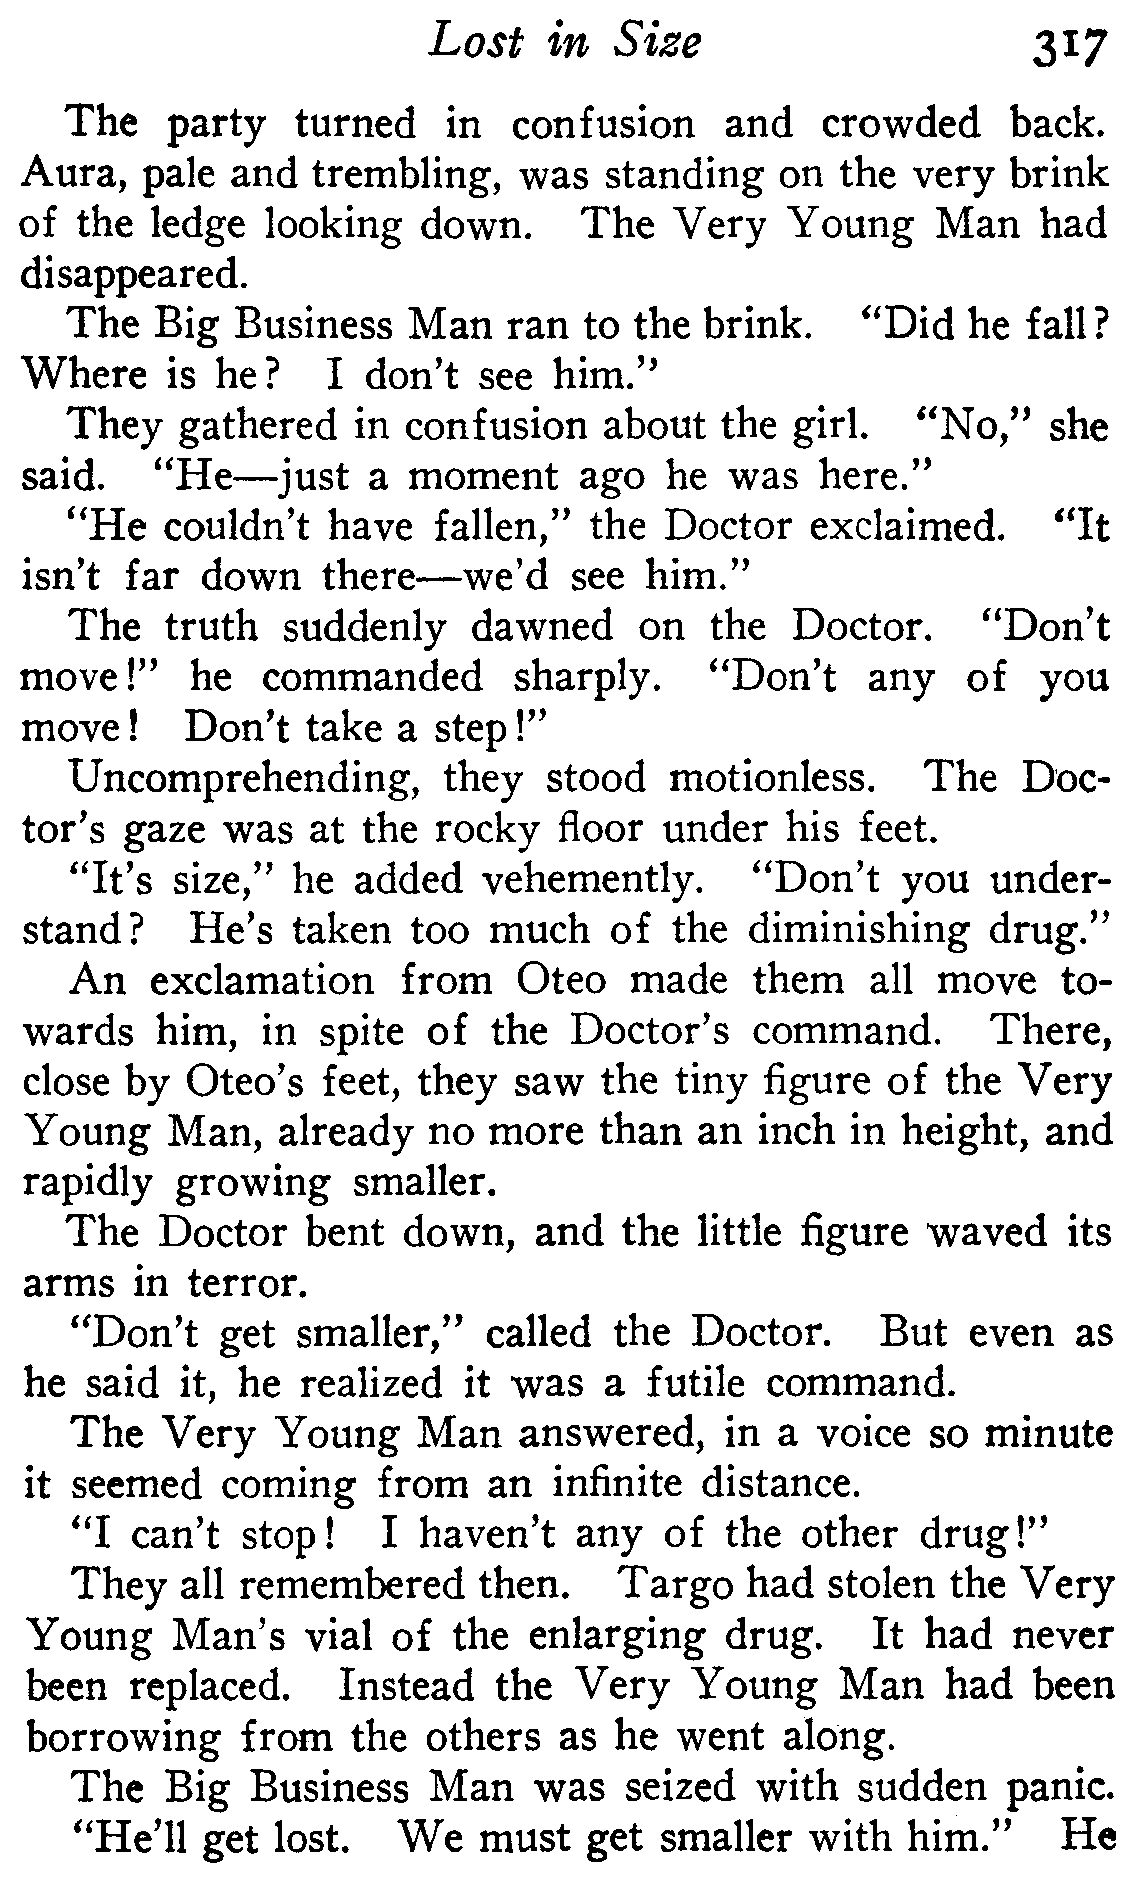 Lost in Size 317
The party turned in confusion and crowded back.
Aura, pale and trembling, was standing on the very brink
of the ledge looking down. The Very Young Man had
disappeared.
The Big Business Man ran to the brink. "Did he fall?
Where is he? I don't see him."
They gathered in confusion about the girl. "No," she
said. "He—just a moment ago he was here."
"He couldn't have fallen," the Doctor exclaimed. "It
isn't far down there—we'd see him."
The truth suddenly dawned on the Doctor. "Don't
move!" he commanded sharply. "Don't any of you
move! Don't take a step!"
Uncomprehending, they stood motionless. The Doc-
tor's gaze was at the rocky floor under his feet.
"It's size," he added vehemently. "Don't you under-
stand? He's taken too much of the diminishing drug."
An exclamation from Oteo made them all move to-
wards him, in spite of the Doctor's command. There,
close by Oteo's feet, they saw the tiny figure of the Very
Young Man, already no more than an inch in height, and
rapidly growing smaller.
The Doctor bent down, and the little figure waved its
arms in terror.
"Don't get smaller," called the Doctor. But even as
he said it, he realized it was a futile command.
The Very Young Man answered, in a voice so minute
it seemed coming from an infinite distance.
"I can't stop! I haven't any of the other drug!"
They all remembered then. Targo had stolen the Very
Young Man's vial of the enlarging drug. It had never
been replaced. Instead the Very Young Man had been
borrowing from the others as he went along.
The Big Business Man was seized with sudden panic.
"He'll get lost. We must get smaller with him." He